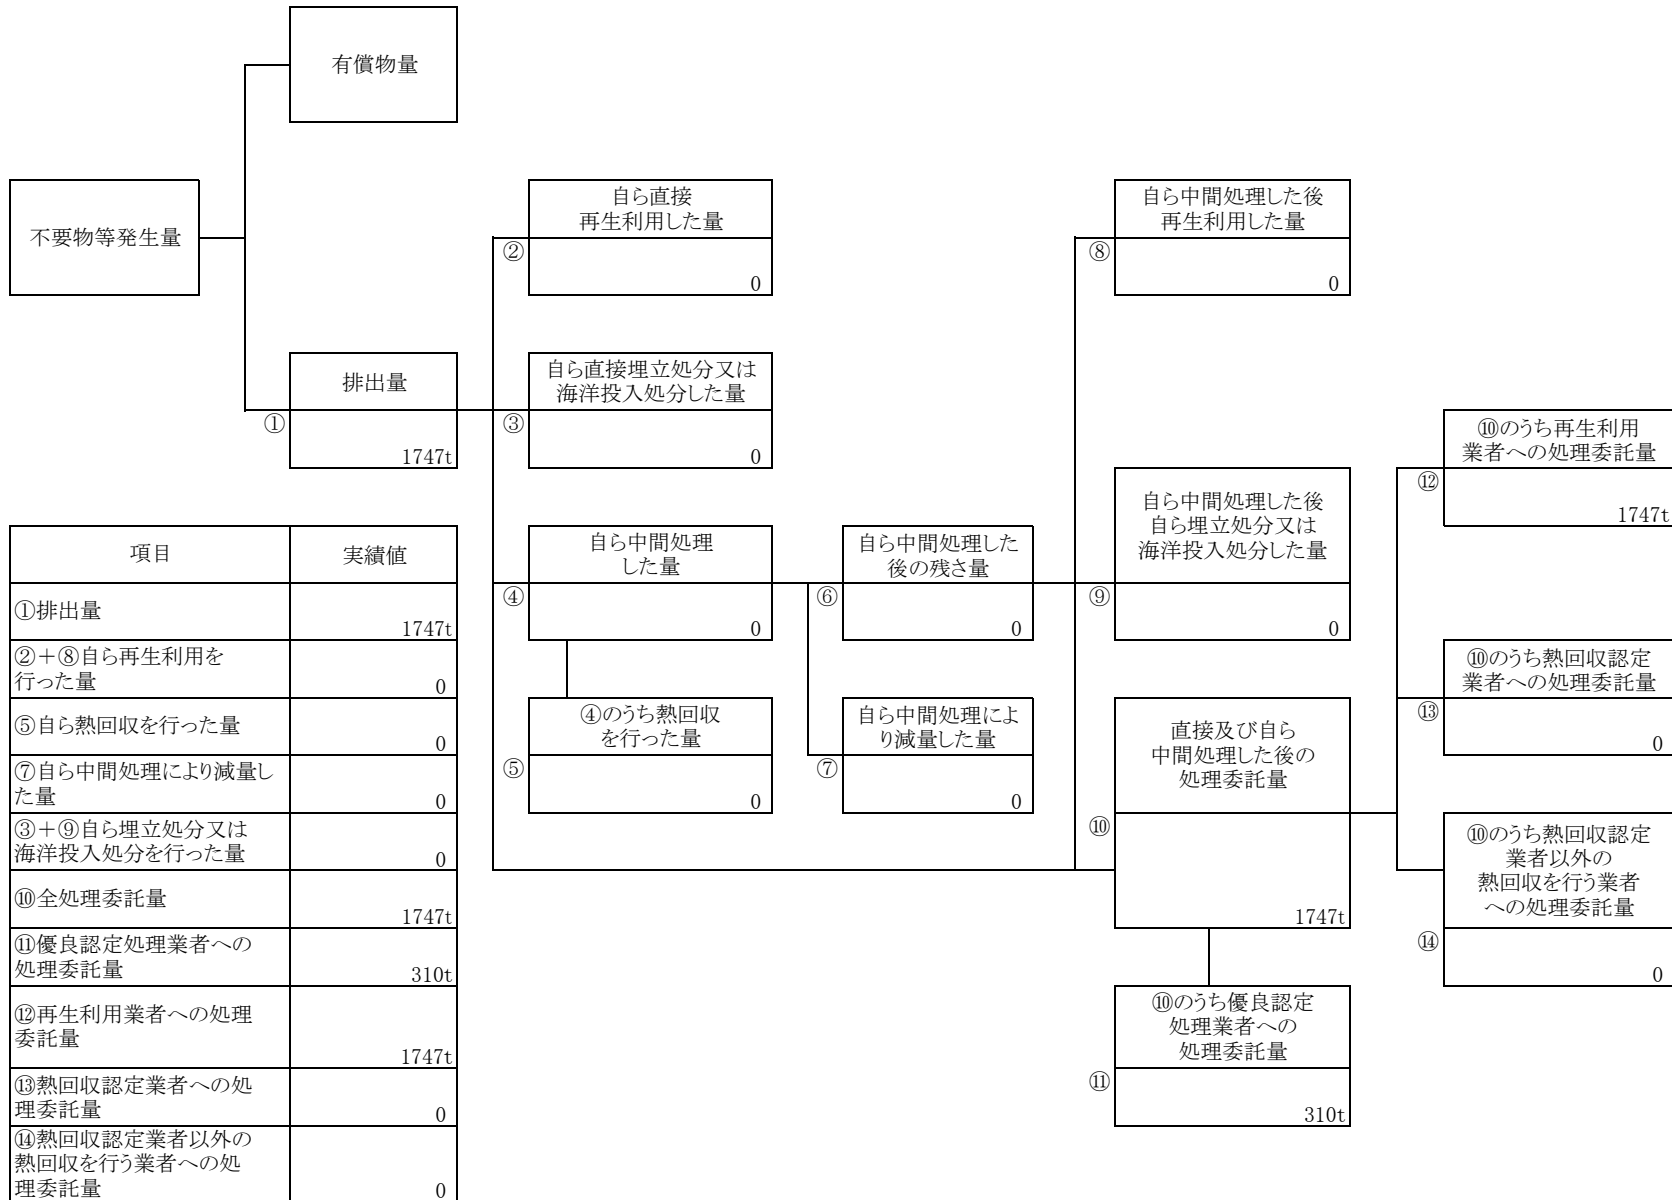 有償物量
不要物等発生量
自ら直接
再生利用した量
②
0
自ら中間処理した後
再生利用した量
⑧
0
排出量
①
1747t
自ら直接埋立処分又は
海洋投入処分した量
③
0
⑩のうち再生利用
業者への処理委託量
⑫
1747t
自ら中間処理
した量
④
0
自ら中間処理した
後の残さ量
⑥
0
自ら中間処理した後
自ら埋立処分又は
海洋投入処分した量
⑨
0
⑩のうち熱回収認定
業者への処理委託量
⑬
0
④のうち熱回収
を行った量
⑤
0
自ら中間処理によ
り減量した量
⑦
0
直接及び自ら
中間処理した後の
処理委託量
⑩
1747t
⑩のうち熱回収認定
業者以外の
熱回収を行う業者
への処理委託量
⑭
0
⑩のうち優良認定
処理業者への
処理委託量
⑪
310t
項目 実績値
①排出量
1747t
②+⑧自ら再生利用を
行った量
0
⑤自ら熱回収を行った量
0
⑦自ら中間処理により減量し
た量
0
③+⑨自ら埋立処分又は
海洋投入処分を行った量
0
⑩全処理委託量
1747t
⑪優良認定処理業者への
処理委託量
310t
⑫再生利用業者への処理
委託量
1747t
⑬熱回収認定業者への処
理委託量
0
⑭熱回収認定業者以外の
熱回収を行う業者への処
理委託量
0